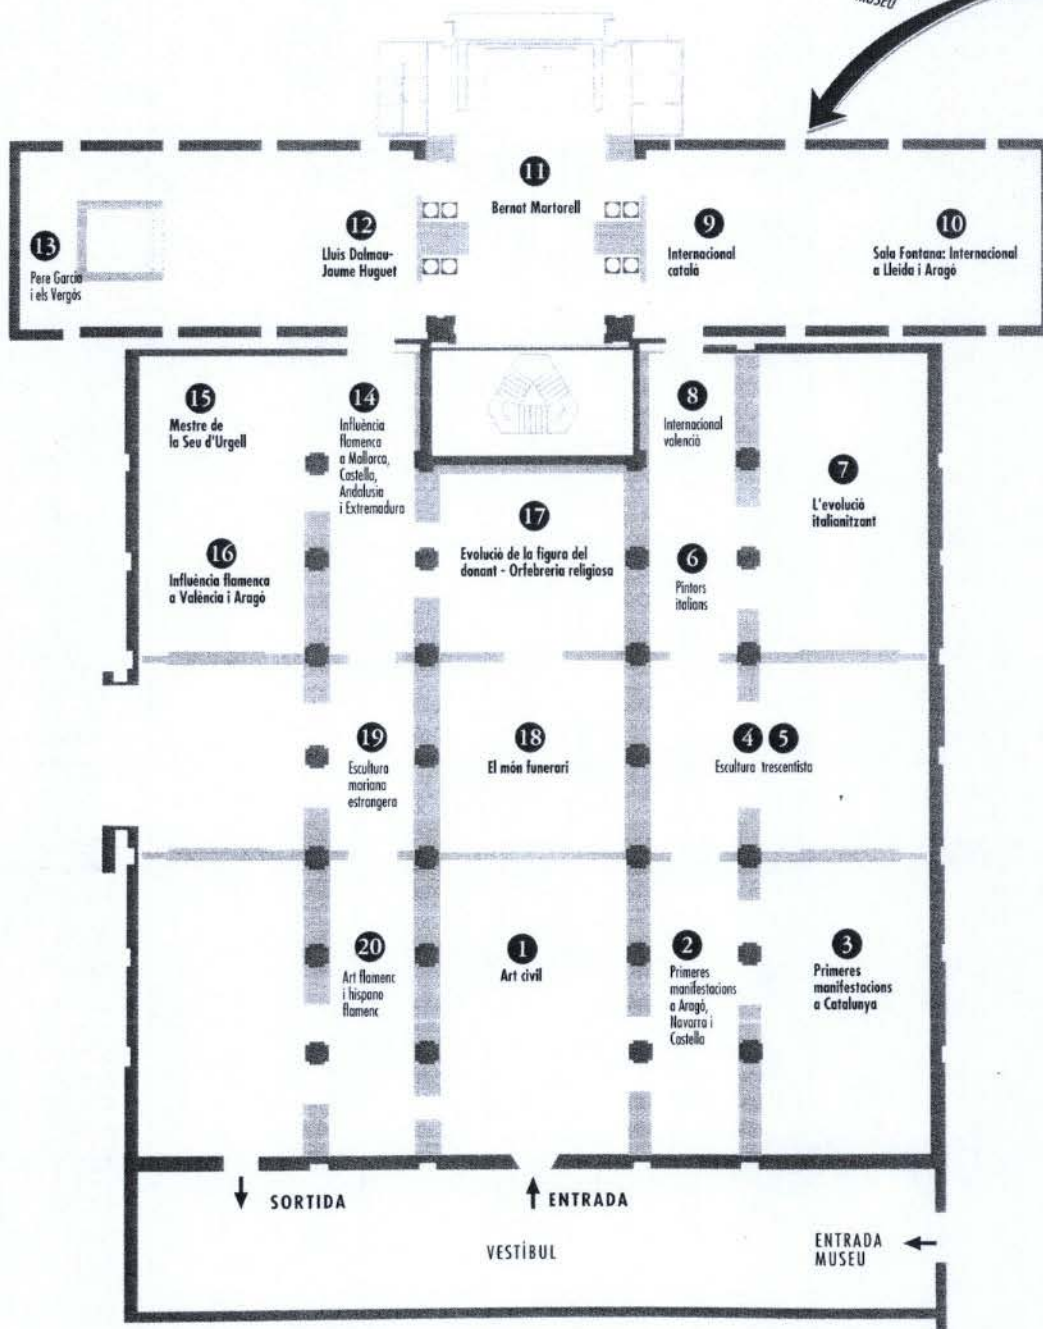 MUSEU
11
Bernat Martorell
13
Pere Garcia
i els Vergós
12
Lluis Dalmau-
Jaume Huguet
9
Internacional
català
10
Sala Fontana: Internacional
a Lleida i Aragó
15
Mestre de
la Seu d'Urgell
14
Influència
flamenca
a Mallorca,
Castella,
Andalusia
i Extremadura
8
Internacional
valencià
7
L'evolució
italianitzant
16
Influència flamenca
a València i Aragó
17
Evolució de la figura del
donant - Orfebreria religiosa
6
Pintors
italians
19
Escultura
mariana
estrangera
18
El món funerari
4 5
Escultura trescentista
20
Art flamenc
i hispano
flamenc
1
Art civil
2
Primeres
manifestacions
a Aragó,
Navarra i
Castella
3
Primeres
manifestacions
a Catalunya
SORTIDA
ENTRADA
VESTÍBUL
ENTRADA
MUSEU